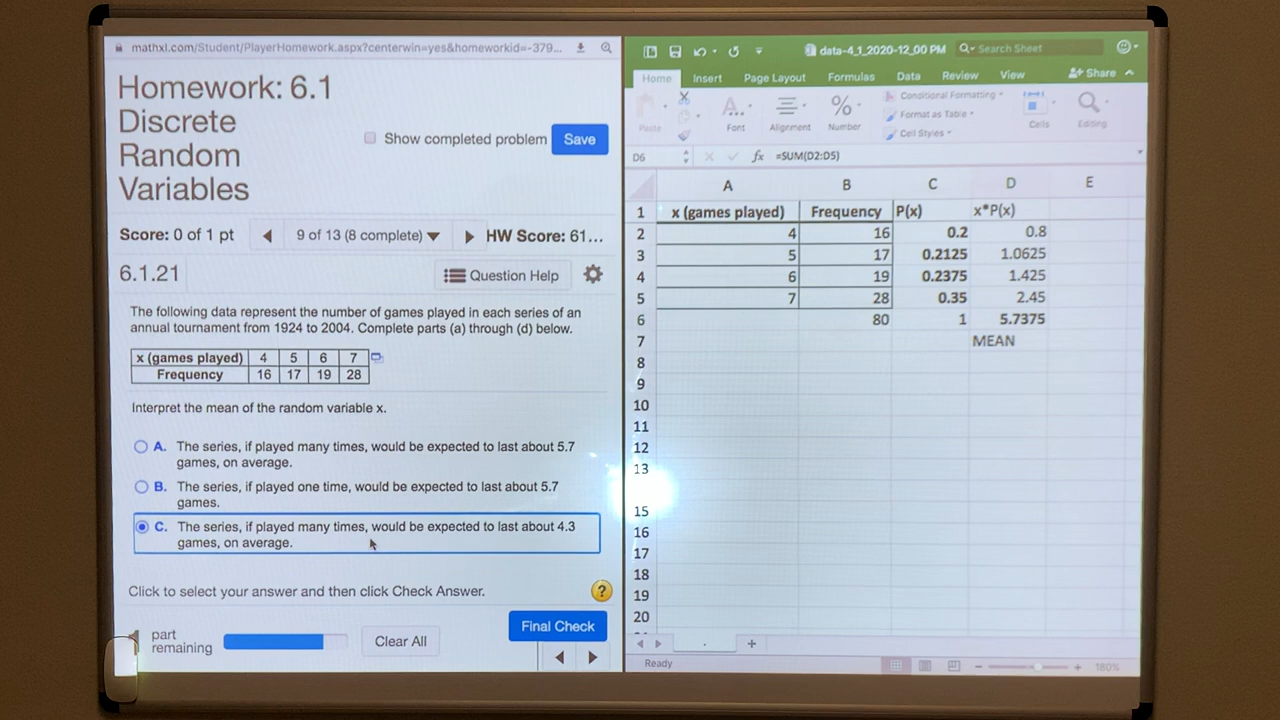 mathxl.com/Student/PlayerHomework.aspx?centerwin=yes&homeworkid=-379...
Homework: 6.1
Discrete
Random
Variables
Show completed problem
Save
Score: 0 of 1 pt
9 of 13 (8 complete)
HW Score: 61...
6.1.21
Question Help
The following data represent the number of games played in each series of an
annual tournament from 1924 to 2004. Complete parts (a) through (d) below.
x (games played) 4 5 6 7
Frequency 16 17 19 28
Interpret the mean of the random variable x.
A. The series, if played many times, would be expected to last about 5.7
games, on average.
B. The series, if played one time, would be expected to last about 5.7
games.
C. The series, if played many times, would be expected to last about 4.3
games, on average.
Click to select your answer and then click Check Answer.
?
part
remaining
Clear All
Final Check
data-4_1_2020-12_00 PM
Search Sheet
Home Insert Page Layout Formulas Data Review View
Share
Paste
Font
Alignment
%
Number
Conditional Formatting
Format as Table
Cell Styles
Cells
Editing
D6
fx =SUM(D2:D5)
A B C D E
1 x (games played) Frequency P(x) x*P(x)
2 4 16 0.2 0.8
3 5 17 0.2125 1.0625
4 6 19 0.2375 1.425
5 7 28 0.35 2.45
6 80 1 5.7375
7 MEAN
8
9
10
11
12
13
15
16
17
18
19
20
Ready
180%